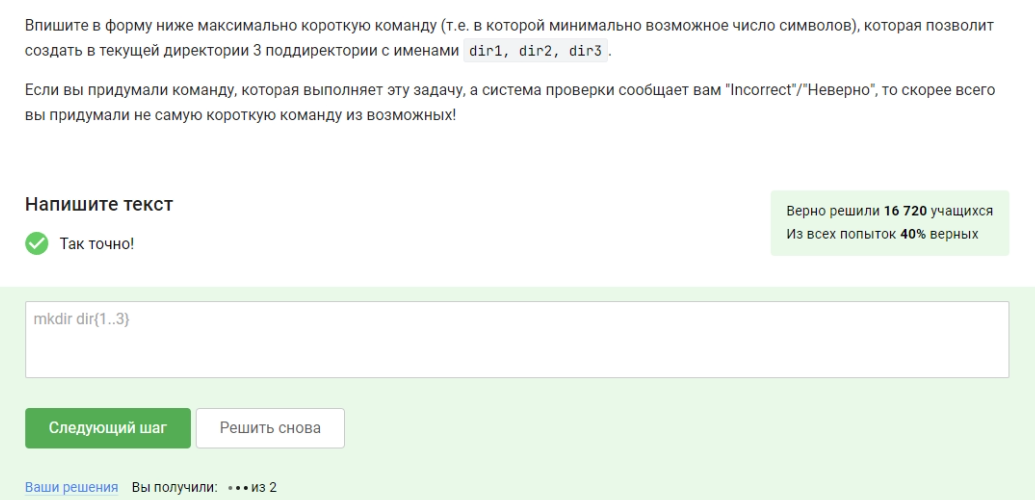 Впишите в форму ниже максимально короткую команду (т.е. в которой минимально возможное число символов), которая позволит
создать в текущей директории 3 поддиректории с именами dir1, dir2, dir3 .
Если вы придумали команду, которая выполняет эту задачу, а система проверки сообщает вам "Incorrect"/"Неверно", то скорее всего
вы придумали не самую короткую команду из возможных!
Напишите текст
Так точно!
Верно решили 16 720 учащихся
Из всех попыток 40% верных
mkdir dir{1..3}
Следующий шаг
Решить снова
Ваши решения Вы получили: ••• из 2